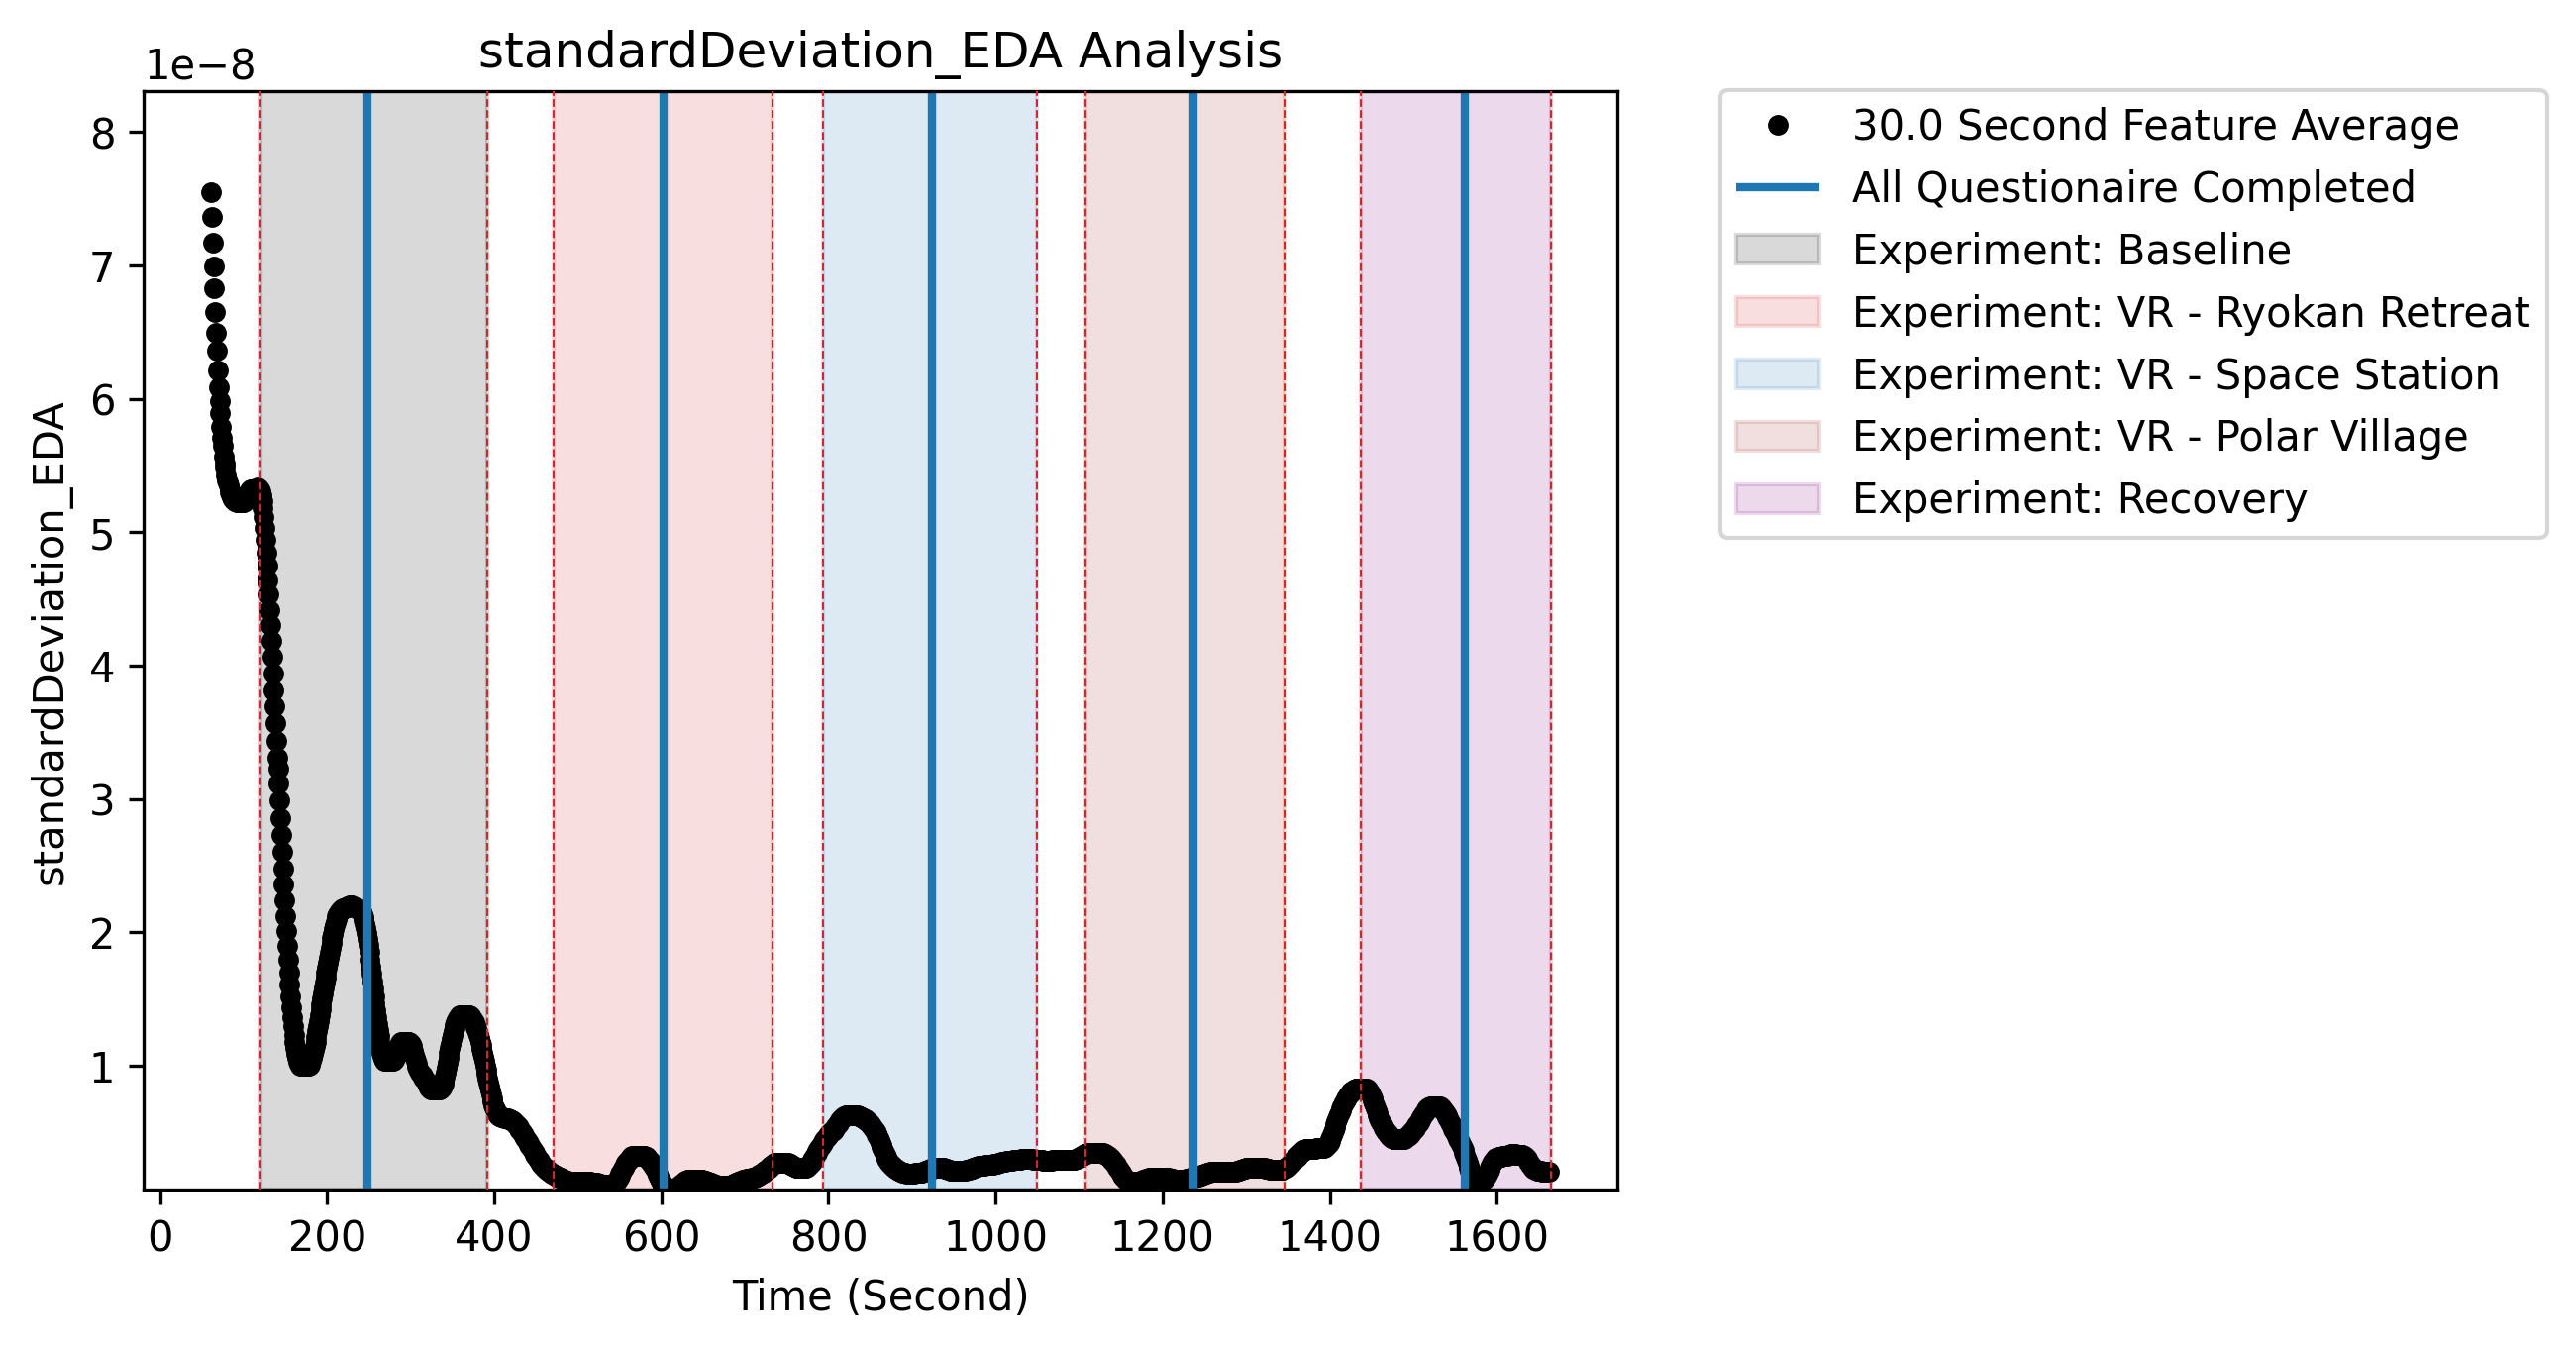 standardDeviation_EDA Analysis
1e−8
8
7
6
5
4
3
2
1
standardDeviation_EDA
0 200 400 600 800 1000 1200 1400 1600
Time (Second)
30.0 Second Feature Average
All Questionaire Completed
Experiment: Baseline
Experiment: VR - Ryokan Retreat
Experiment: VR - Space Station
Experiment: VR - Polar Village
Experiment: Recovery